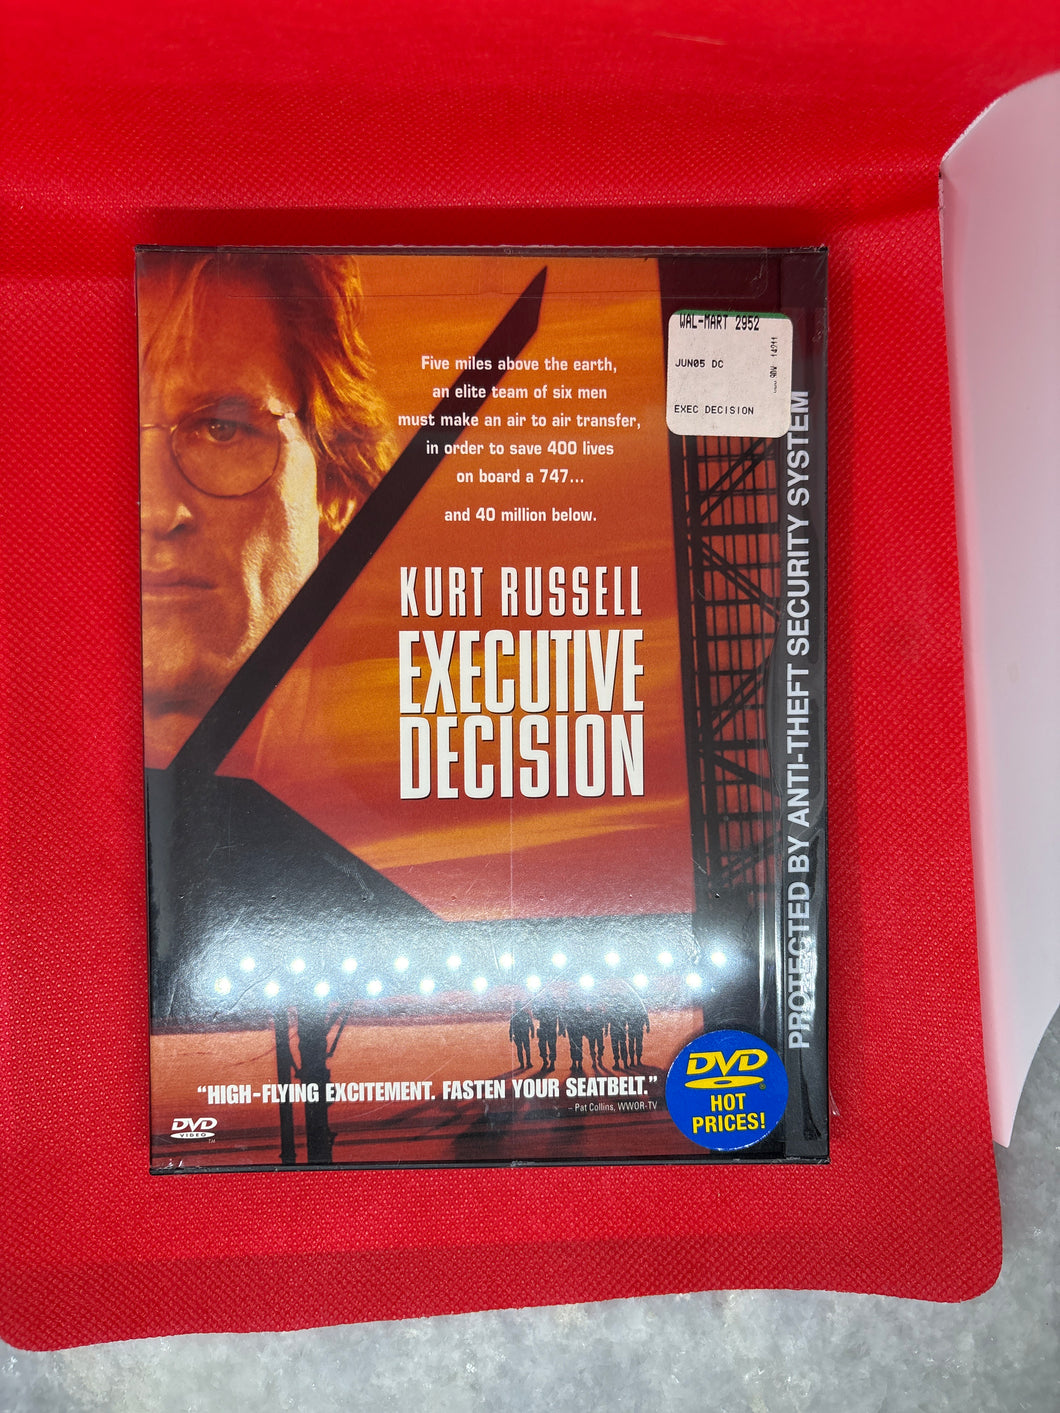 Five miles above the earth,
an elite team of six men
must make an air to air transfer,
in order to save 400 lives
on board a 747...
and 40 million below.
KURT RUSSELL
EXECUTIVE
DECISION
"HIGH-FLYING EXCITEMENT. FASTEN YOUR SEATBELT."
– Pat Collins, WWOR-TV
DVD
VIDEO
WAL-MART 2952
JUN05 DC
EXEC DECISION
PROTECTED BY ANTI-THEFT SECURITY SYSTEM
DVD
HOT
PRICES!